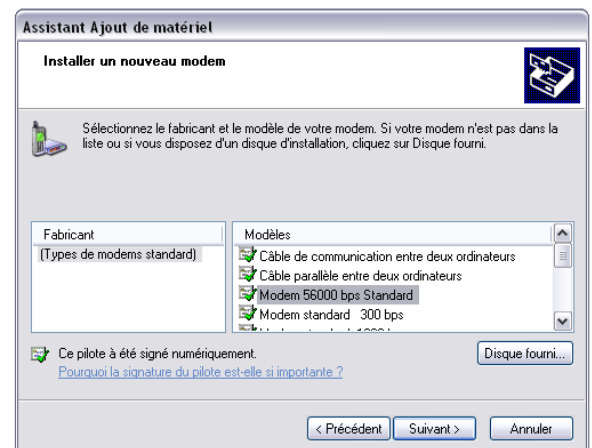 Assistant Ajout de matériel
Installer un nouveau modem
Sélectionnez le fabricant et le modèle de votre modem. Si votre modem n'est pas dans la
liste ou si vous disposez d'un disque d'installation, cliquez sur Disque fourni.
Fabricant
(Types de modems standard)
Modèles
Câble de communication entre deux ordinateurs
Câble parallèle entre deux ordinateurs
Modem 56000 bps Standard
Modem standard 300 bps
Ce pilote à été signé numériquement.
Pourquoi la signature du pilote est-elle si importante ?
Disque fourni...
< Précédent
Suivant >
Annuler